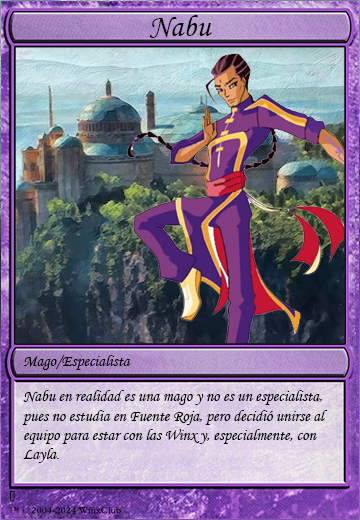 Nabu
Mago/Especialista
Nabu en realidad es una mago y no es un especialista,
pues no estudia en Fuente Roja, pero decidió unirse al
equipo para estar con las Winx y, especialmente, con
Layla.
™ © 2004-2024 WinxClub